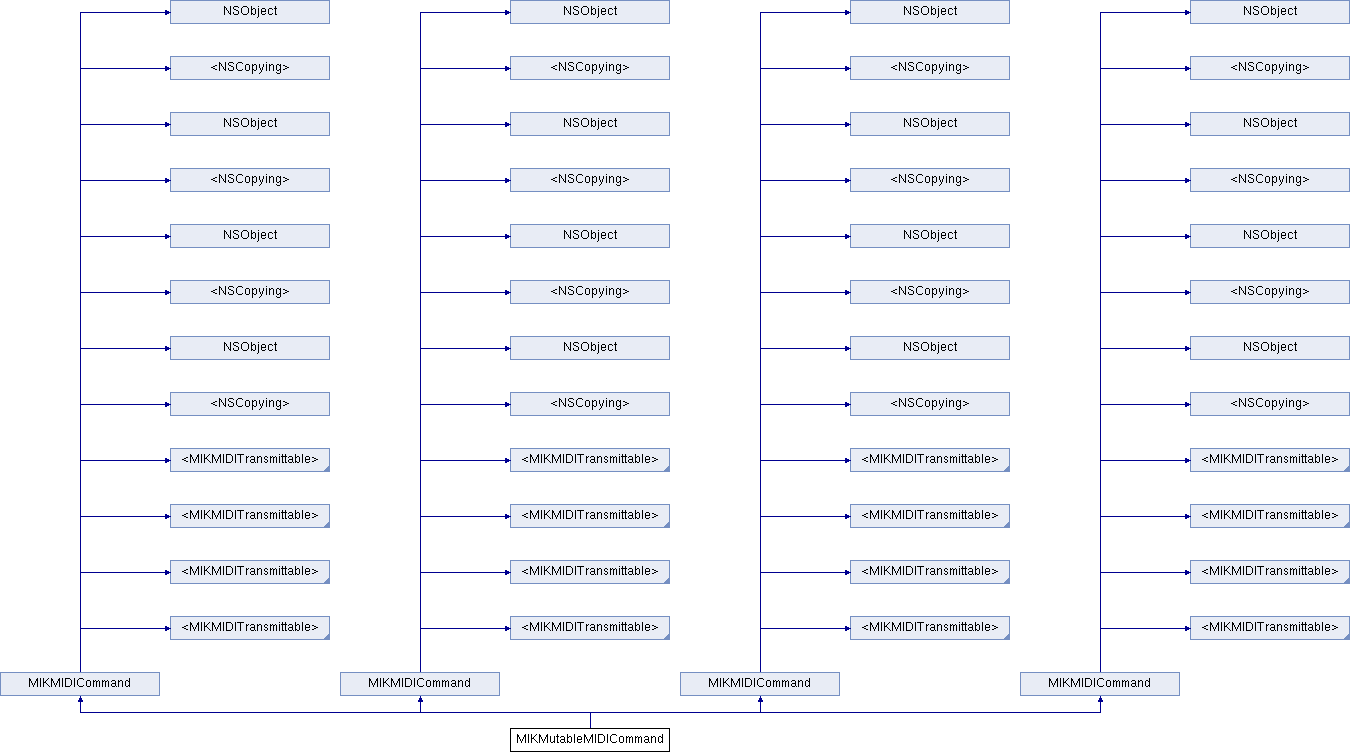 NSObject NSObject NSObject NSObject
<NSCopying> <NSCopying> <NSCopying> <NSCopying>
NSObject NSObject NSObject NSObject
<NSCopying> <NSCopying> <NSCopying> <NSCopying>
NSObject NSObject NSObject NSObject
<NSCopying> <NSCopying> <NSCopying> <NSCopying>
NSObject NSObject NSObject NSObject
<NSCopying> <NSCopying> <NSCopying> <NSCopying>
<MIKMIDITransmittable> <MIKMIDITransmittable> <MIKMIDITransmittable> <MIKMIDITransmittable>
<MIKMIDITransmittable> <MIKMIDITransmittable> <MIKMIDITransmittable> <MIKMIDITransmittable>
<MIKMIDITransmittable> <MIKMIDITransmittable> <MIKMIDITransmittable> <MIKMIDITransmittable>
<MIKMIDITransmittable> <MIKMIDITransmittable> <MIKMIDITransmittable> <MIKMIDITransmittable>
MIKMIDICommand MIKMIDICommand MIKMIDICommand MIKMIDICommand
MIKMutableMIDICommand